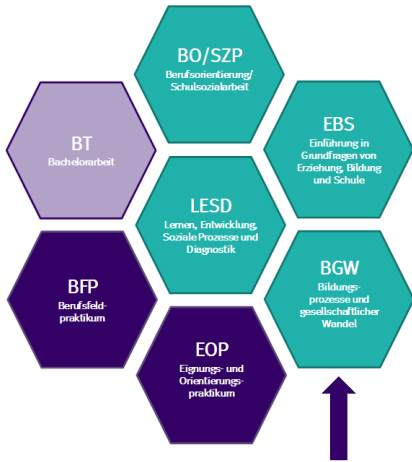 BO/SZP
Berufsorientierung/
Schulsozialarbeit
BT
Bachelorarbeit
EBS
Einführung in
Grundfragen von
Erziehung, Bildung
und Schule
LESD
Lernen, Entwicklung,
Soziale Prozesse und
Diagnostik
BFP
Berufsfeld-
praktikum
BGW
Bildungs-
prozesse und
gesellschaftlicher
Wandel
EOP
Eignungs- und
Orientierungs-
praktikum